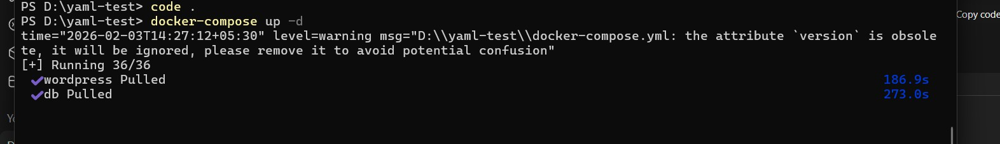 PS D:\yaml-test> code .
PS D:\yaml-test> docker-compose up -d
Copy code
time="2026-02-03T14:27:12+05:30" level=warning msg="D:\\yaml-test\\docker-compose.yml: the attribute `version` is obsole
te, it will be ignored, please remove it to avoid potential confusion"
[+] Running 36/36
✔wordpress Pulled 186.9s
✔db Pulled 273.0s